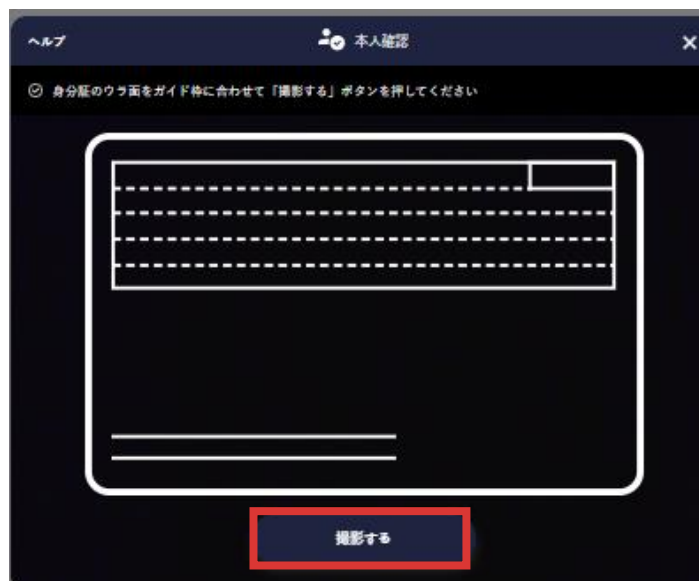 ヘルプ
本人確認
身分証のウラ面をガイド枠に合わせて「撮影する」ボタンを押してください
撮影する